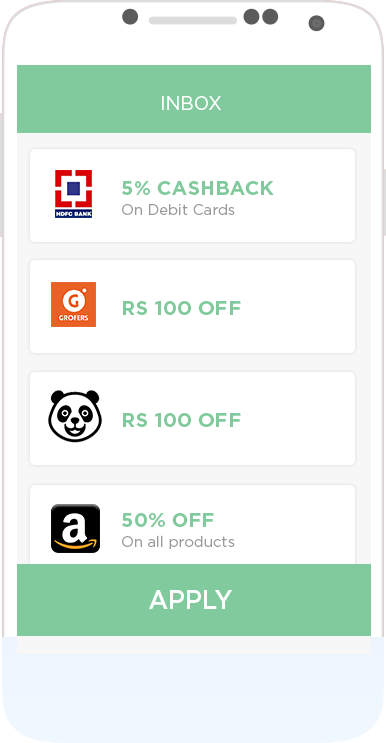 INBOX
HDFC BANK
5% CASHBACK
On Debit Cards
G
GROFERS
RS 100 OFF
RS 100 OFF
a
50% OFF
On all products
APPLY